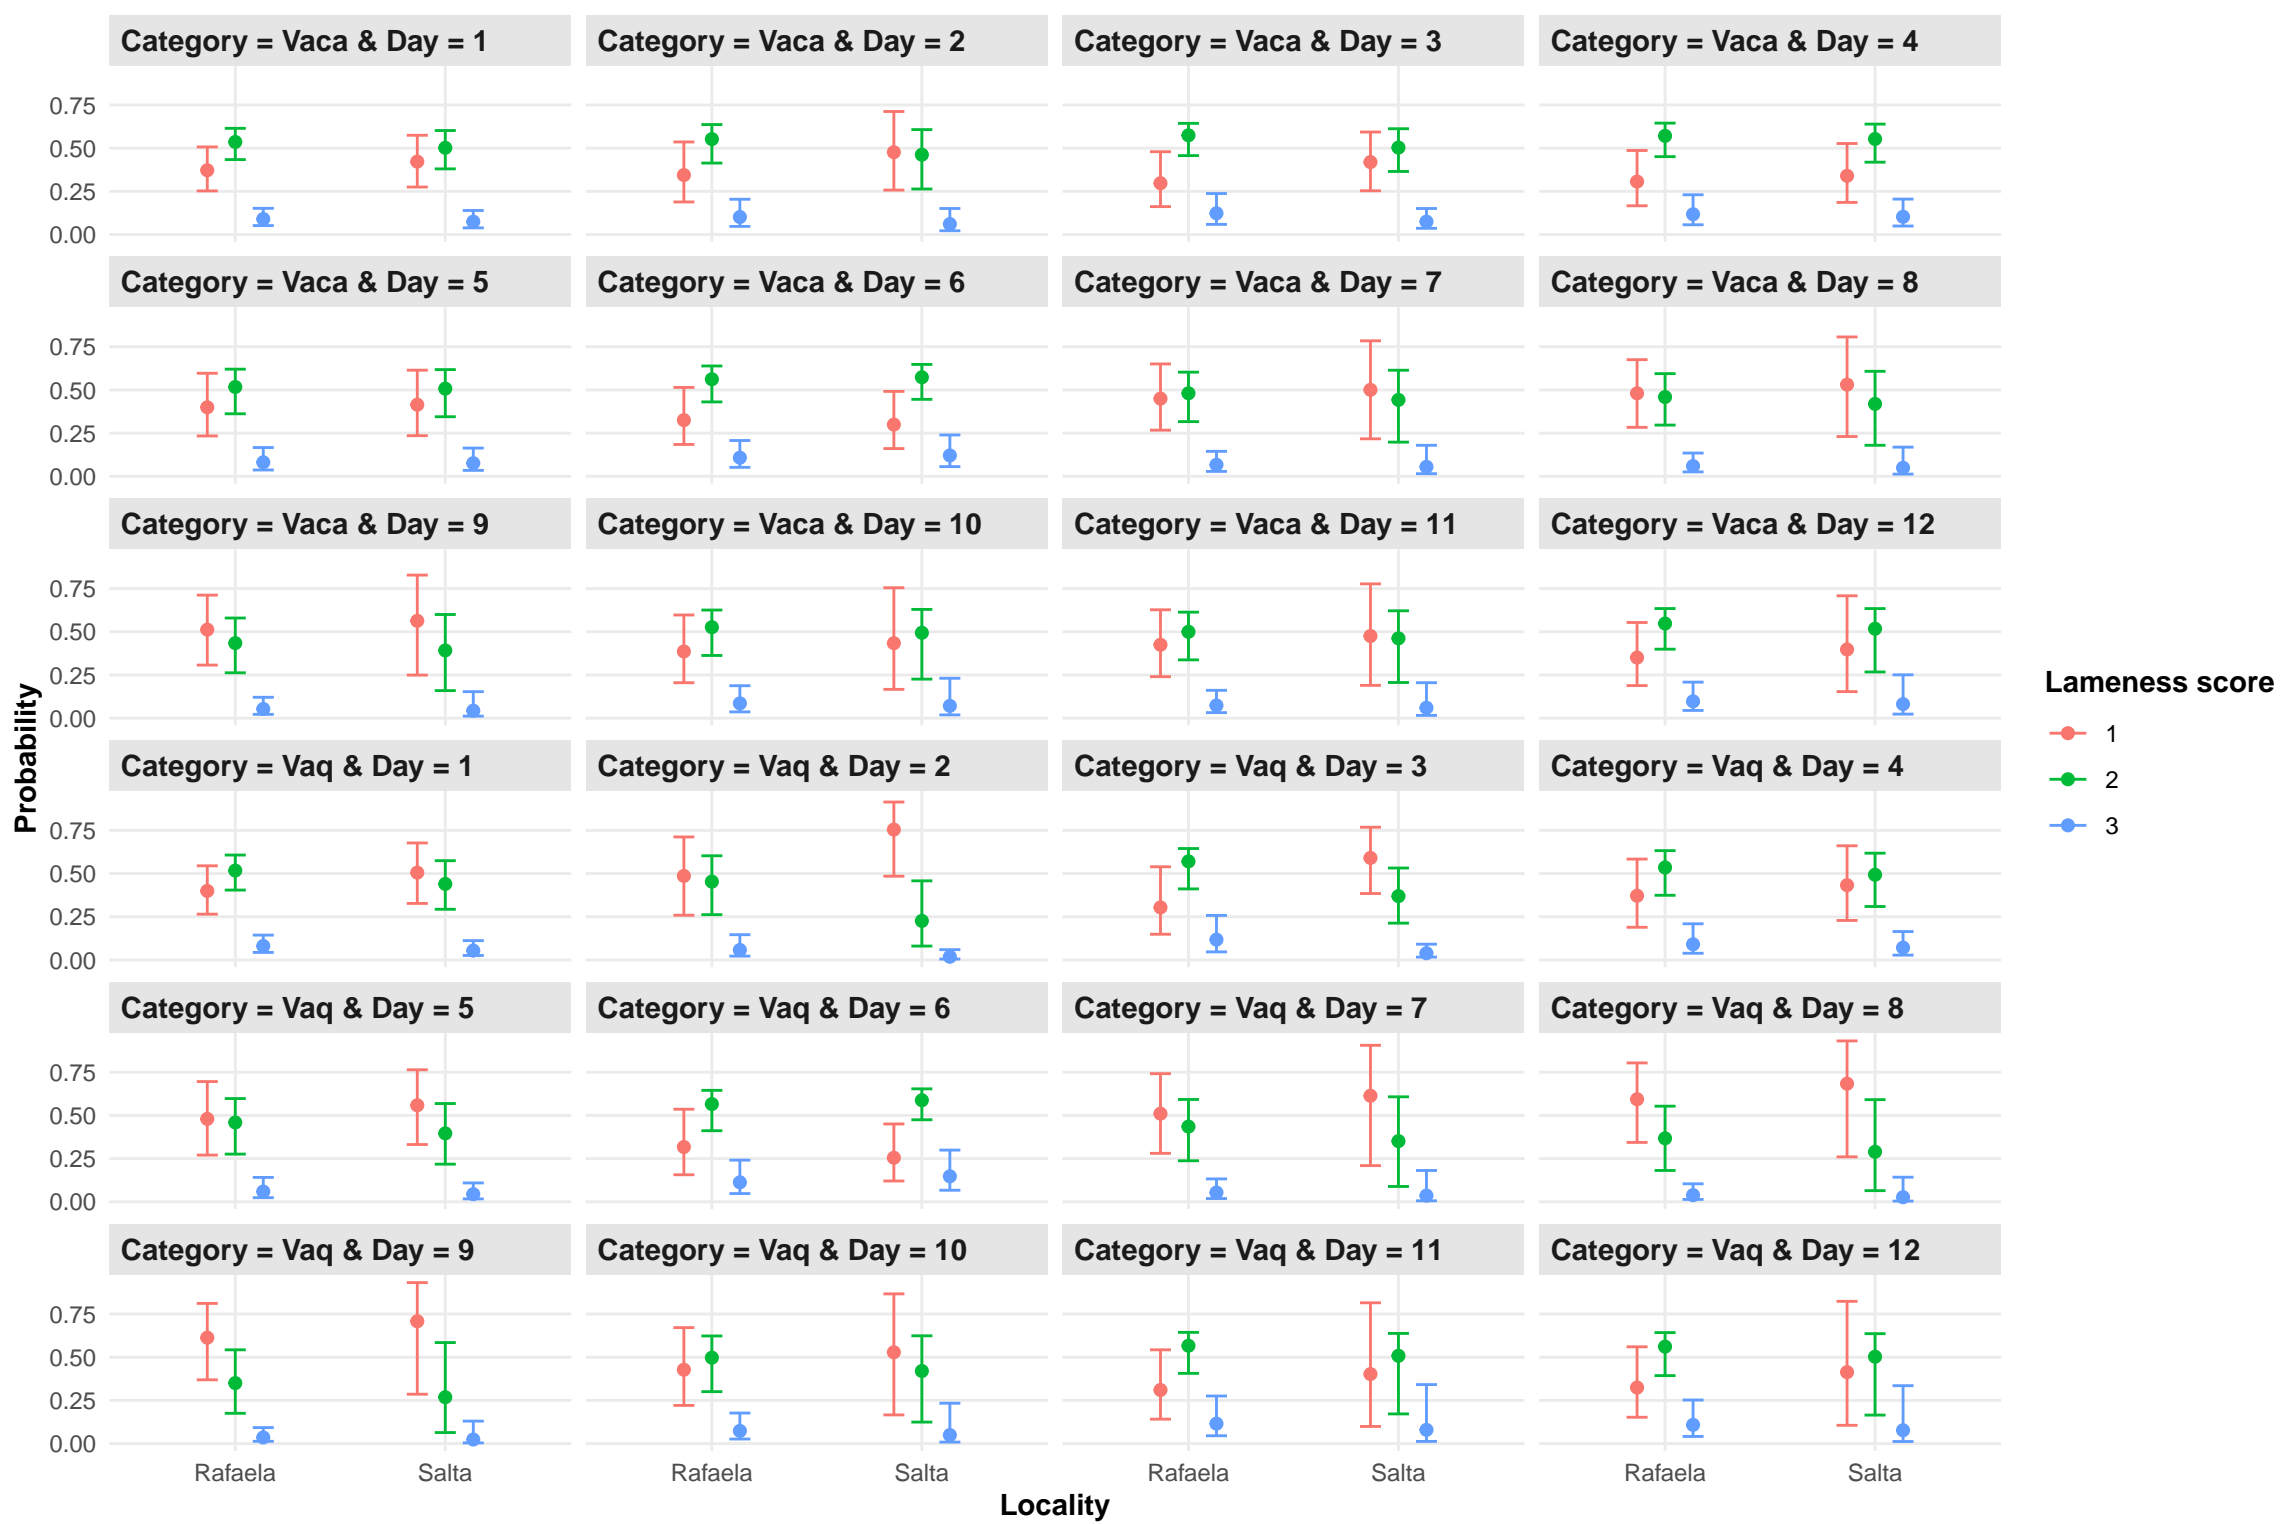 Category = Vaca & Day = 1
Category = Vaca & Day = 2
Category = Vaca & Day = 3
Category = Vaca & Day = 4
0.75
0.50
0.25
0.00
Category = Vaca & Day = 5
Category = Vaca & Day = 6
Category = Vaca & Day = 7
Category = Vaca & Day = 8
0.75
0.50
0.25
0.00
Category = Vaca & Day = 9
Category = Vaca & Day = 10
Category = Vaca & Day = 11
Category = Vaca & Day = 12
0.75
0.50
0.25
0.00
Category = Vaq & Day = 1
Category = Vaq & Day = 2
Category = Vaq & Day = 3
Category = Vaq & Day = 4
0.75
0.50
0.25
0.00
Category = Vaq & Day = 5
Category = Vaq & Day = 6
Category = Vaq & Day = 7
Category = Vaq & Day = 8
0.75
0.50
0.25
0.00
Category = Vaq & Day = 9
Category = Vaq & Day = 10
Category = Vaq & Day = 11
Category = Vaq & Day = 12
0.75
0.50
0.25
0.00
Rafaela
Salta
Rafaela
Salta
Rafaela
Salta
Rafaela
Salta
Locality
Probability
Lameness score
1
2
3